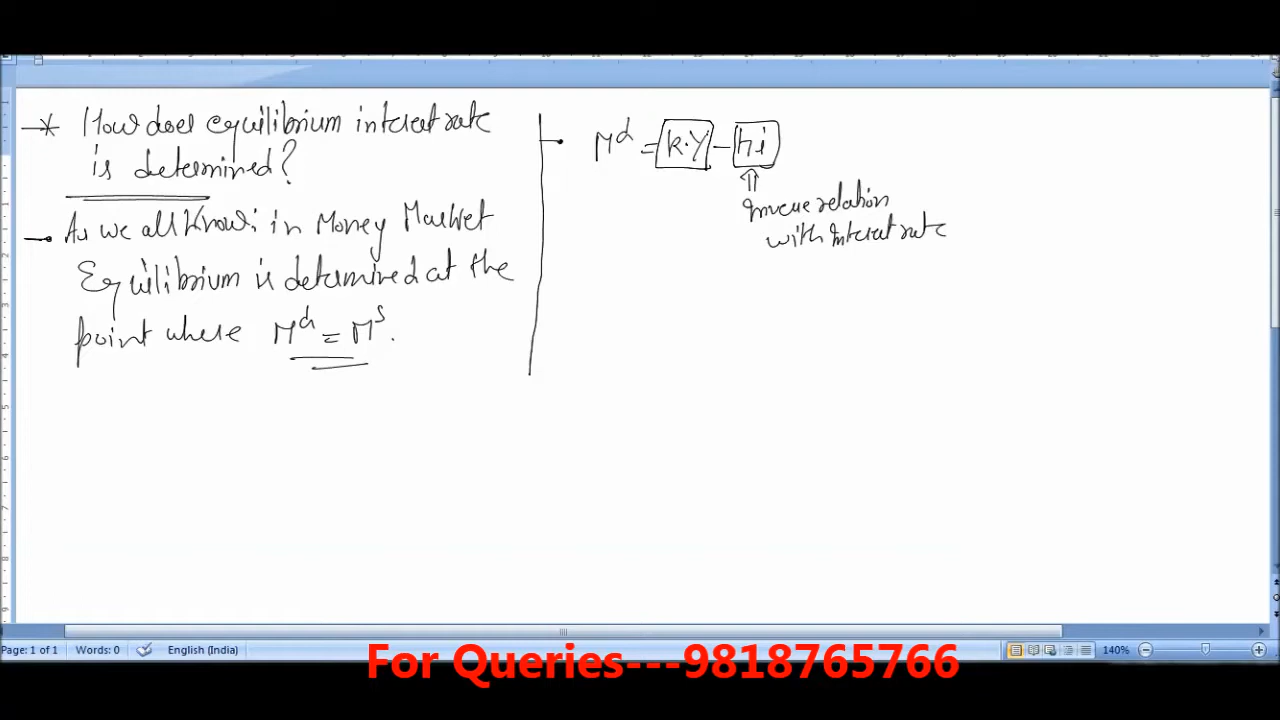 * How does equilibrium interest rate
is determined?
As we all know: in Money Market
Equilibrium is determined at the
point where M^d = M^s.
M^d = k.Y - hi
Inverse relation
with Interest rate
Page: 1 of 1 Words: 0 English (India) 140%
For Queries---9818765766